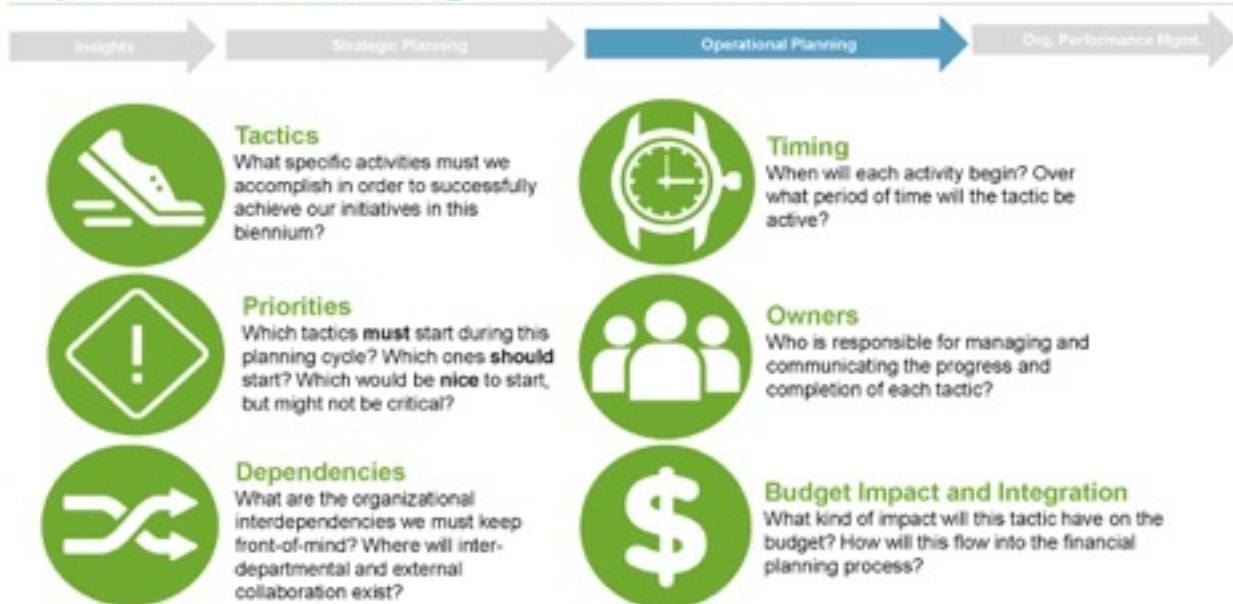 Insights
Strategic Planning
Operational Planning
Org. Performance Mgmt.
Tactics
What specific activities must we
accomplish in order to successfully
achieve our initiatives in this
biennium?
Priorities
Which tactics must start during this
planning cycle? Which ones should
start? Which would be nice to start,
but might not be critical?
Dependencies
What are the organizational
interdependencies we must keep
front-of-mind? Where will inter-
departmental and external
collaboration exist?
Timing
When will each activity begin? Over
what period of time will the tactic be
active?
Owners
Who is responsible for managing and
communicating the progress and
completion of each tactic?
Budget Impact and Integration
What kind of impact will this tactic have on the
budget? How will this flow into the financial
planning process?